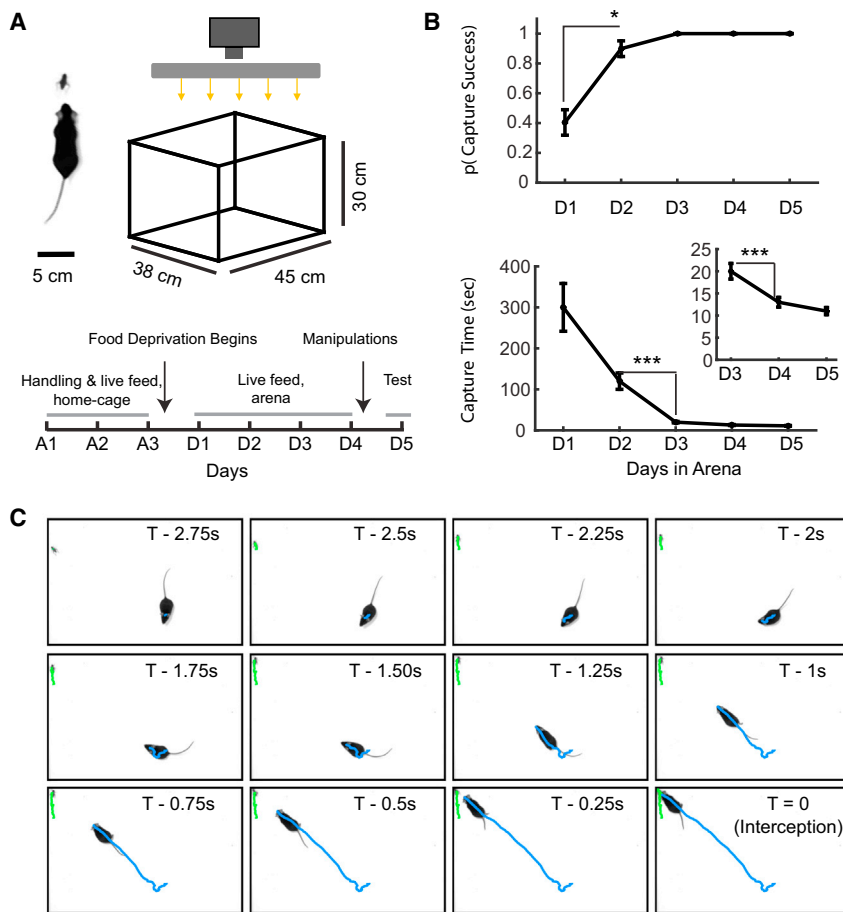 A
5 cm
38 cm
45 cm
30 cm
Food Deprivation Begins
Manipulations
Handling & live feed,
home-cage
Live feed,
arena
Test
A1 A2 A3 D1 D2 D3 D4 D5
Days
B
p( Capture Success)
1
0.8
0.6
0.4
0.2
0
*
D1 D2 D3 D4 D5
Capture Time (sec)
400
300
200
100
0
***
D1 D2 D3 D4 D5
Days in Arena
25
20
15
10
5
0
***
D3 D4 D5
C
T - 2.75s
T - 2.5s
T - 2.25s
T - 2s
T - 1.75s
T - 1.50s
T - 1.25s
T - 1s
T - 0.75s
T - 0.5s
T - 0.25s
T = 0
(Interception)